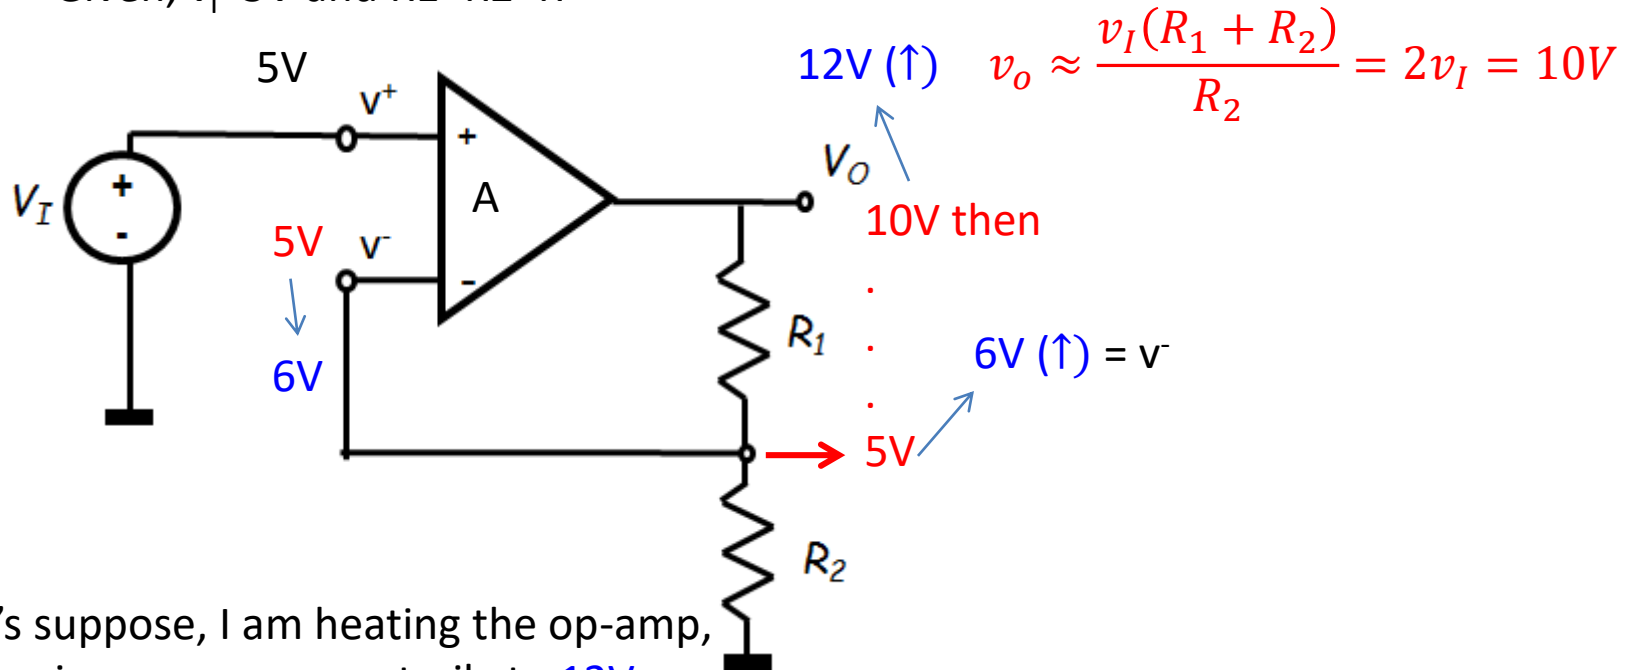 5V
12V (↑)
v_o ≈ v_I(R_1 + R_2) / R_2 = 2v_I = 10V
v⁺
+
V_O
V_I
+
-
A
10V then
5V
v⁻
-
.
R_1
.
6V (↑) = v⁻
6V
.
5V
R_2
's suppose, I am heating the op-amp,